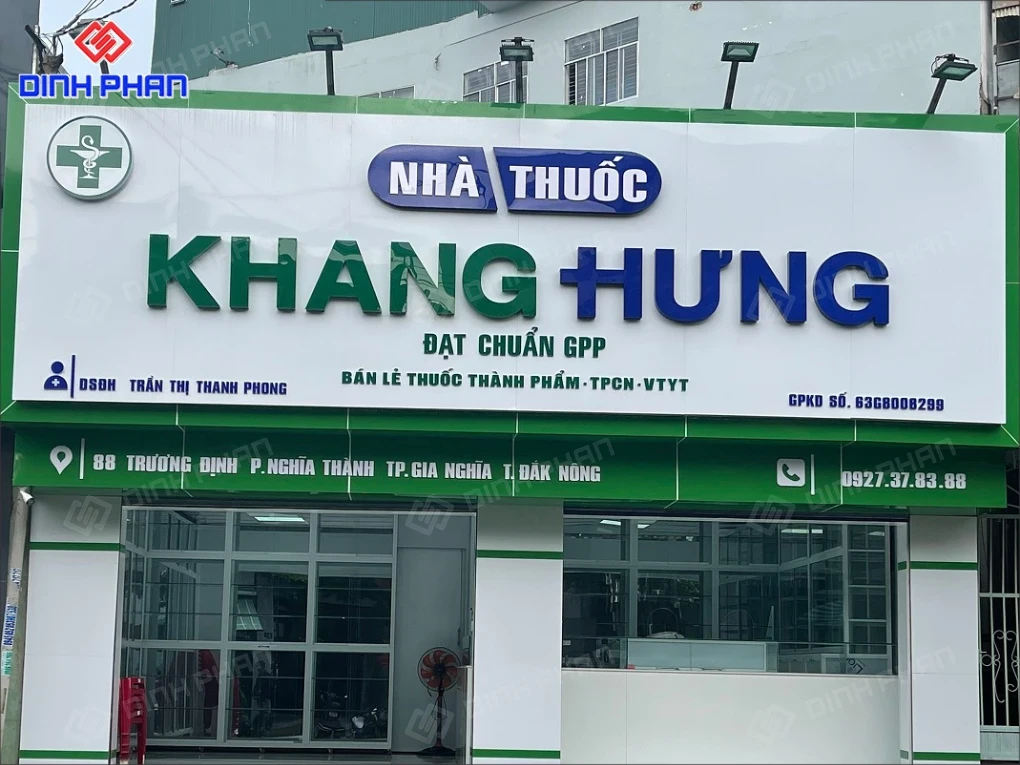 DINH PHAN
NHÀ THUỐC
KHANG HƯNG
ĐẠT CHUẨN GPP
BÁN LẺ THUỐC THÀNH PHẨM · TPCN · VTYT
DSĐH TRẦN THỊ THANH PHONG
GPKD SỐ. 63G8008299
88 TRƯƠNG ĐỊNH P.NGHĨA THÀNH TP.GIA NGHĨA T.ĐĂK NÔNG
0927.37.83.88